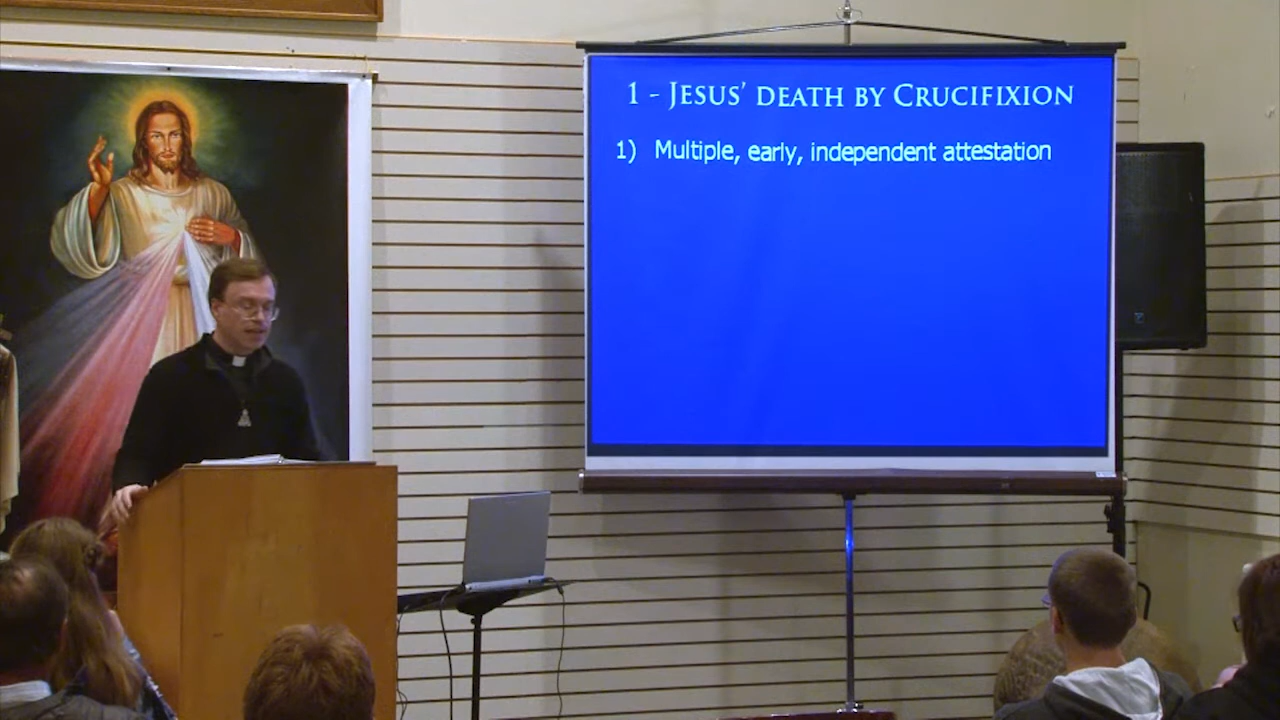 1 - Jesus' death by Crucifixion
1) Multiple, early, independent attestation